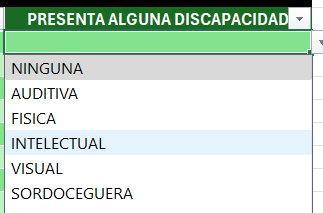 PRESENTA ALGUNA DISCAPACIDAD
NINGUNA
AUDITIVA
FISICA
INTELECTUAL
VISUAL
SORDOCEGUERA